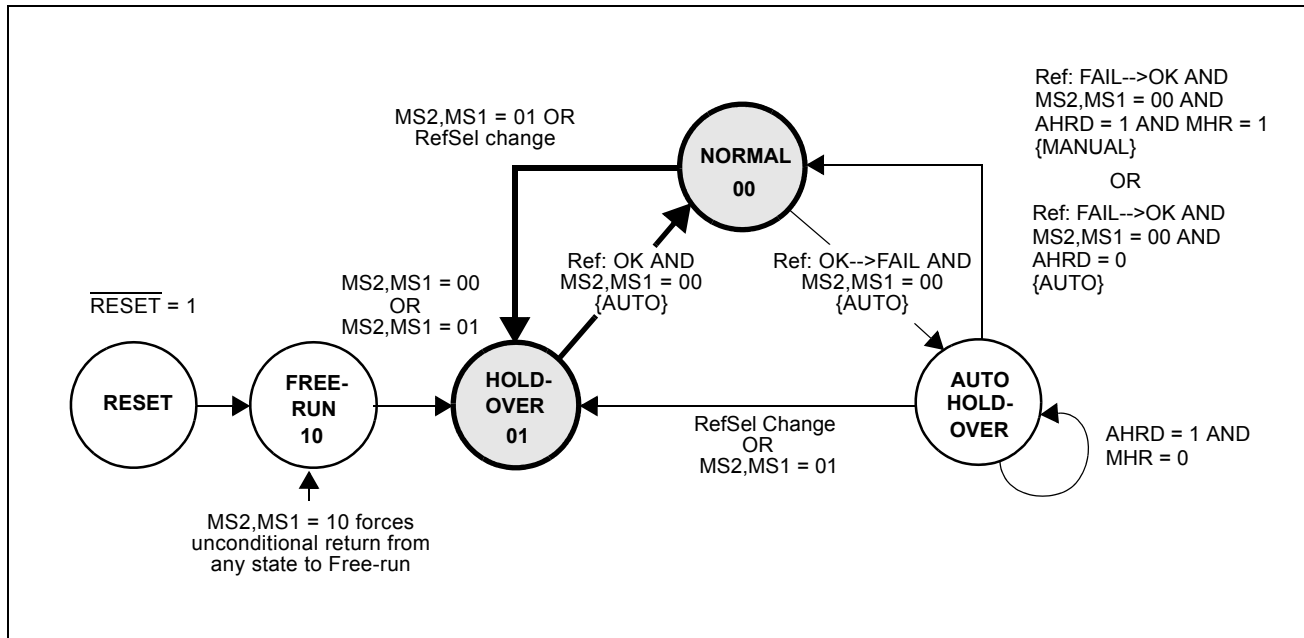 Ref: FAIL-->OK AND
MS2,MS1 = 00 AND
AHRD = 1 AND MHR = 1
{MANUAL}
OR
Ref: FAIL-->OK AND
MS2,MS1 = 00 AND
AHRD = 0
{AUTO}
MS2,MS1 = 01 OR
RefSel change
NORMAL
00
Ref: OK AND
MS2,MS1 = 00
{AUTO}
Ref: OK-->FAIL AND
MS2,MS1 = 00
{AUTO}
MS2,MS1 = 00
OR
MS2,MS1 = 01
RESET = 1
RESET
FREE-
RUN
10
HOLD-
OVER
01
AUTO
HOLD-
OVER
RefSel Change
OR
MS2,MS1 = 01
AHRD = 1 AND
MHR = 0
MS2,MS1 = 10 forces
unconditional return from
any state to Free-run